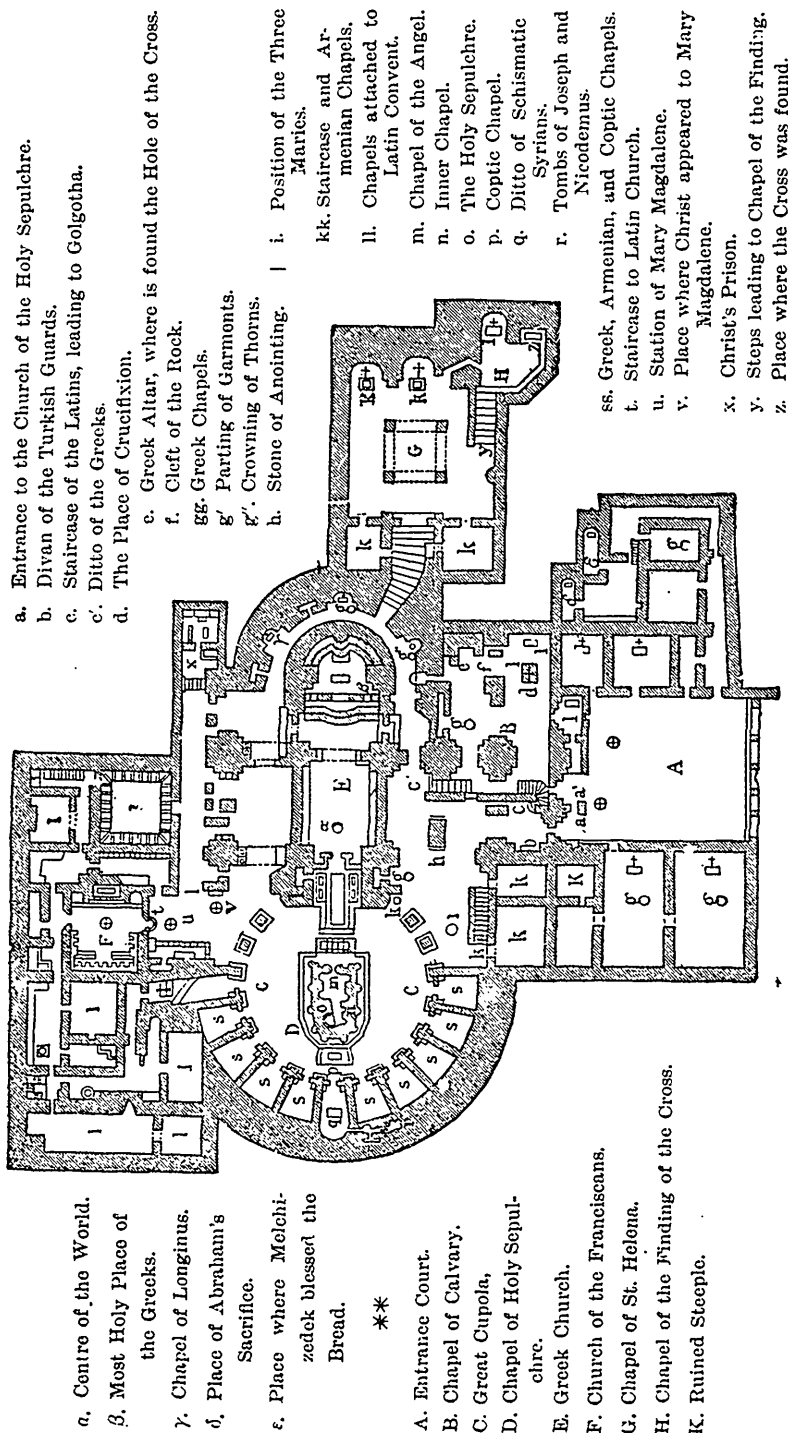 a. Entrance to the Church of the Holy Sepulchre.
b. Divan of the Turkish Guards.
c. Staircase of the Latins, leading to Golgotha.
c'. Ditto of the Greeks.
d. The Place of Crucifixion.
e. Greek Altar, where is found the Hole of the Cross.
f. Cleft of the Rock.
gg. Greek Chapels.
g' Parting of Garments.
g''. Crowning of Thorns.
h. Stone of Anointing.
i. Position of the Three
Maries.
kk. Staircase and Ar-
menian Chapels.
ll. Chapels attached to
Latin Convent.
m. Chapel of the Angel.
n. Inner Chapel.
o. The Holy Sepulchre.
p. Coptic Chapel.
q. Ditto of Schismatic
Syrians.
r. Tombs of Joseph and
Nicodemus.
ss. Greek, Armenian, and Coptic Chapels.
t. Staircase to Latin Church.
u. Station of Mary Magdalene.
v. Place where Christ appeared to Mary
Magdalene.
x. Christ's Prison.
y. Steps leading to Chapel of the Finding.
z. Place where the Cross was found.
α. Centre of the World.
β. Most Holy Place of
the Greeks.
γ. Chapel of Longinus.
δ. Place of Abraham's
Sacrifice.
ε. Place where Melchi-
zedek blessed the
Bread.
**
A. Entrance Court.
B. Chapel of Calvary.
C. Great Cupola,
D. Chapel of Holy Sepul-
chre.
E. Greek Church.
F. Church of the Franciscans.
G. Chapel of St. Helena.
H. Chapel of the Finding of the Cross.
K. Ruined Steeple.
l
l
l
l
l
F
t
u
v
l
?
x
k
k
G
k
k
H
y
z
E
α
β
γ
D
C
C
o
m
q
s
s
s
s
s
s
s
s
h
c'
g
B
e
f
d
l
l
c
b
a
a'
A
i
k
k
k
k
K
g
g
g
l
l